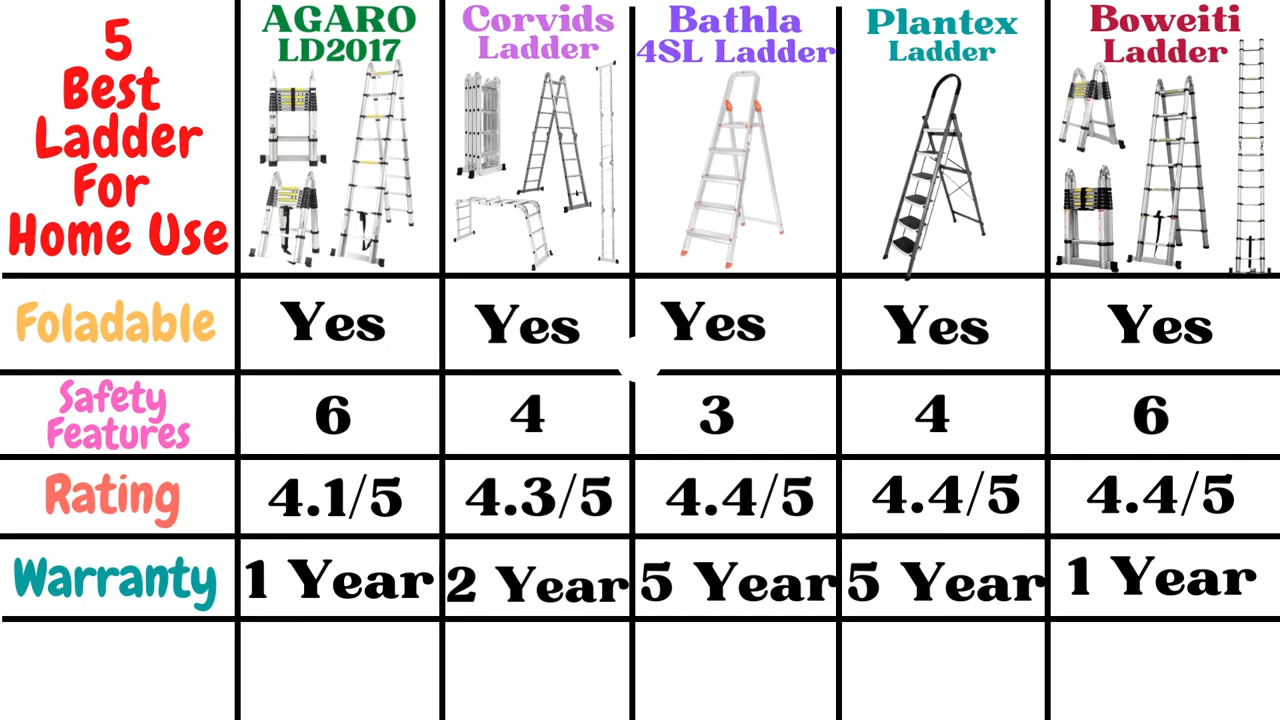 5
Best
Ladder
For
Home Use
AGARO
LD2017
Corvids
Ladder
Bathla
4SL Ladder
Plantex
Ladder
Boweiti
Ladder
Foladable
Yes
Yes
Yes
Yes
Yes
Safety
Features
6
4
3
4
6
Rating
4.1/5
4.3/5
4.4/5
4.4/5
4.4/5
Warranty
1 Year
2 Year
5 Year
5 Year
1 Year